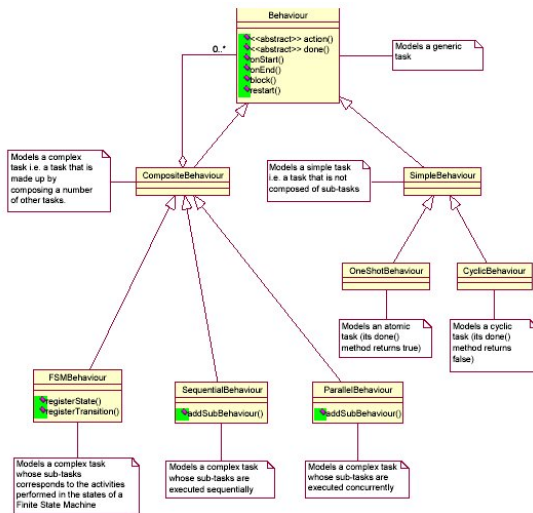 Behaviour
<<abstract>> action()
<<abstract>> done()
onStart()
onEnd()
block()
restart()
0..*
Models a generic
task
Models a complex
task i.e. a task that is
made up by
composing a number
of other tasks.
CompositeBehaviour
Models a simple task
i.e. a task that is not
composed of sub-tasks
SimpleBehaviour
OneShotBehaviour
CyclicBehaviour
Models an atomic
task (its done()
method returns true)
Models a cyclic
task (its done()
method returns
false)
FSMBehaviour
registerState()
registerTransition()
SequentialBehaviour
addSubBehaviour()
ParallelBehaviour
addSubBehaviour()
Models a complex task
whose sub-tasks
corresponds to the activities
performed in the states of a
Finite State Machine
Models a complex task
whose sub-tasks are
executed sequentially
Models a complex task
whose sub-tasks are
executed concurrently